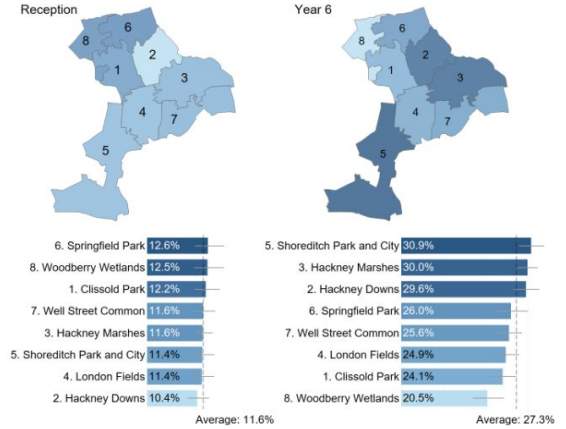 Reception
Year 6
6
8
2
1
3
4
7
5
6
8
2
1
3
4
7
5
6. Springfield Park 12.6%
8. Woodberry Wetlands 12.5%
1. Clissold Park 12.2%
7. Well Street Common 11.6%
3. Hackney Marshes 11.6%
5. Shoreditch Park and City 11.4%
4. London Fields 11.4%
2. Hackney Downs 10.4%
Average: 11.6%
5. Shoreditch Park and City 30.9%
3. Hackney Marshes 30.0%
2. Hackney Downs 29.6%
6. Springfield Park 26.0%
7. Well Street Common 25.6%
4. London Fields 24.9%
1. Clissold Park 24.1%
8. Woodberry Wetlands 20.5%
Average: 27.3%